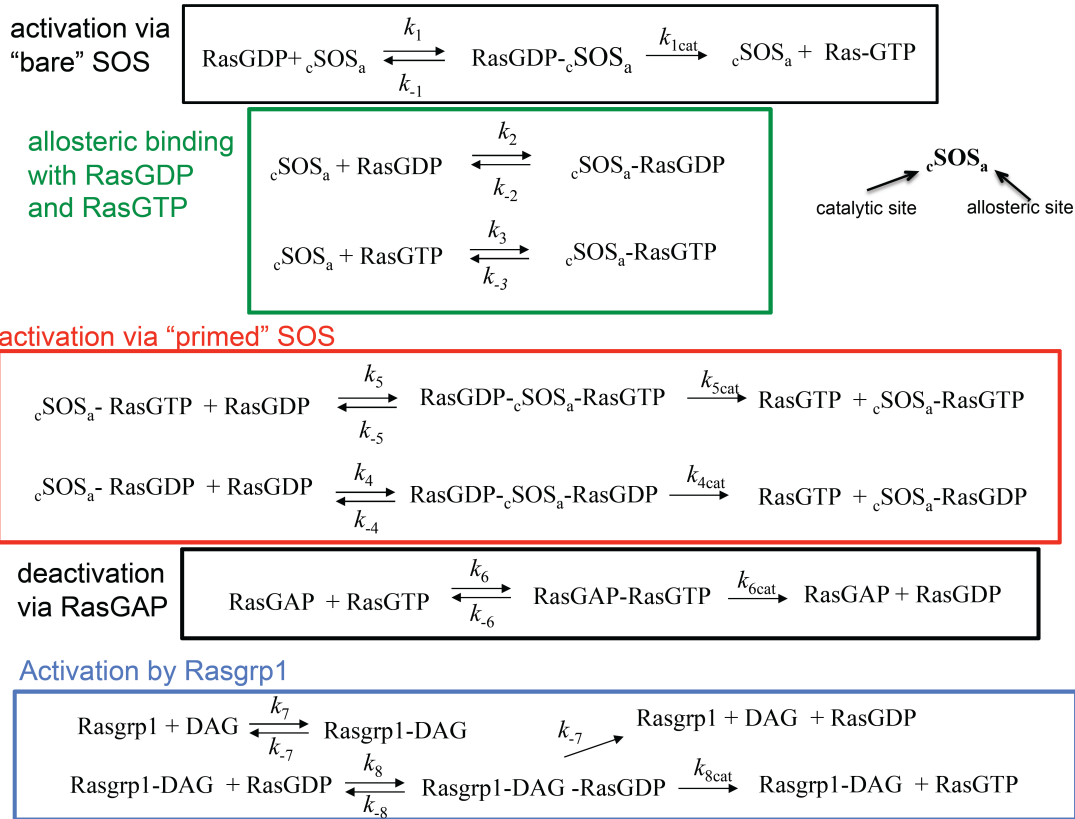 activation via
“bare” SOS
RasGDP+ cSOSa k1 k-1 RasGDP-cSOSa k1cat cSOSa + Ras-GTP
allosteric binding
with RasGDP
and RasGTP
cSOSa + RasGDP k2 k-2 cSOSa-RasGDP
cSOSa + RasGTP k3 k-3 cSOSa-RasGTP
cSOSa
catalytic site allosteric site
activation via “primed” SOS
cSOSa- RasGTP + RasGDP k5 k-5 RasGDP-cSOSa-RasGTP k5cat RasGTP + cSOSa-RasGTP
cSOSa- RasGDP + RasGDP k4 k-4 RasGDP-cSOSa-RasGDP k4cat RasGTP + cSOSa-RasGDP
deactivation
via RasGAP
RasGAP + RasGTP k6 k-6 RasGAP-RasGTP k6cat RasGAP + RasGDP
Activation by Rasgrp1
Rasgrp1 + DAG k7 k-7 Rasgrp1-DAG
k-7 Rasgrp1 + DAG + RasGDP
Rasgrp1-DAG + RasGDP k8 k-8 Rasgrp1-DAG -RasGDP k8cat Rasgrp1-DAG + RasGTP